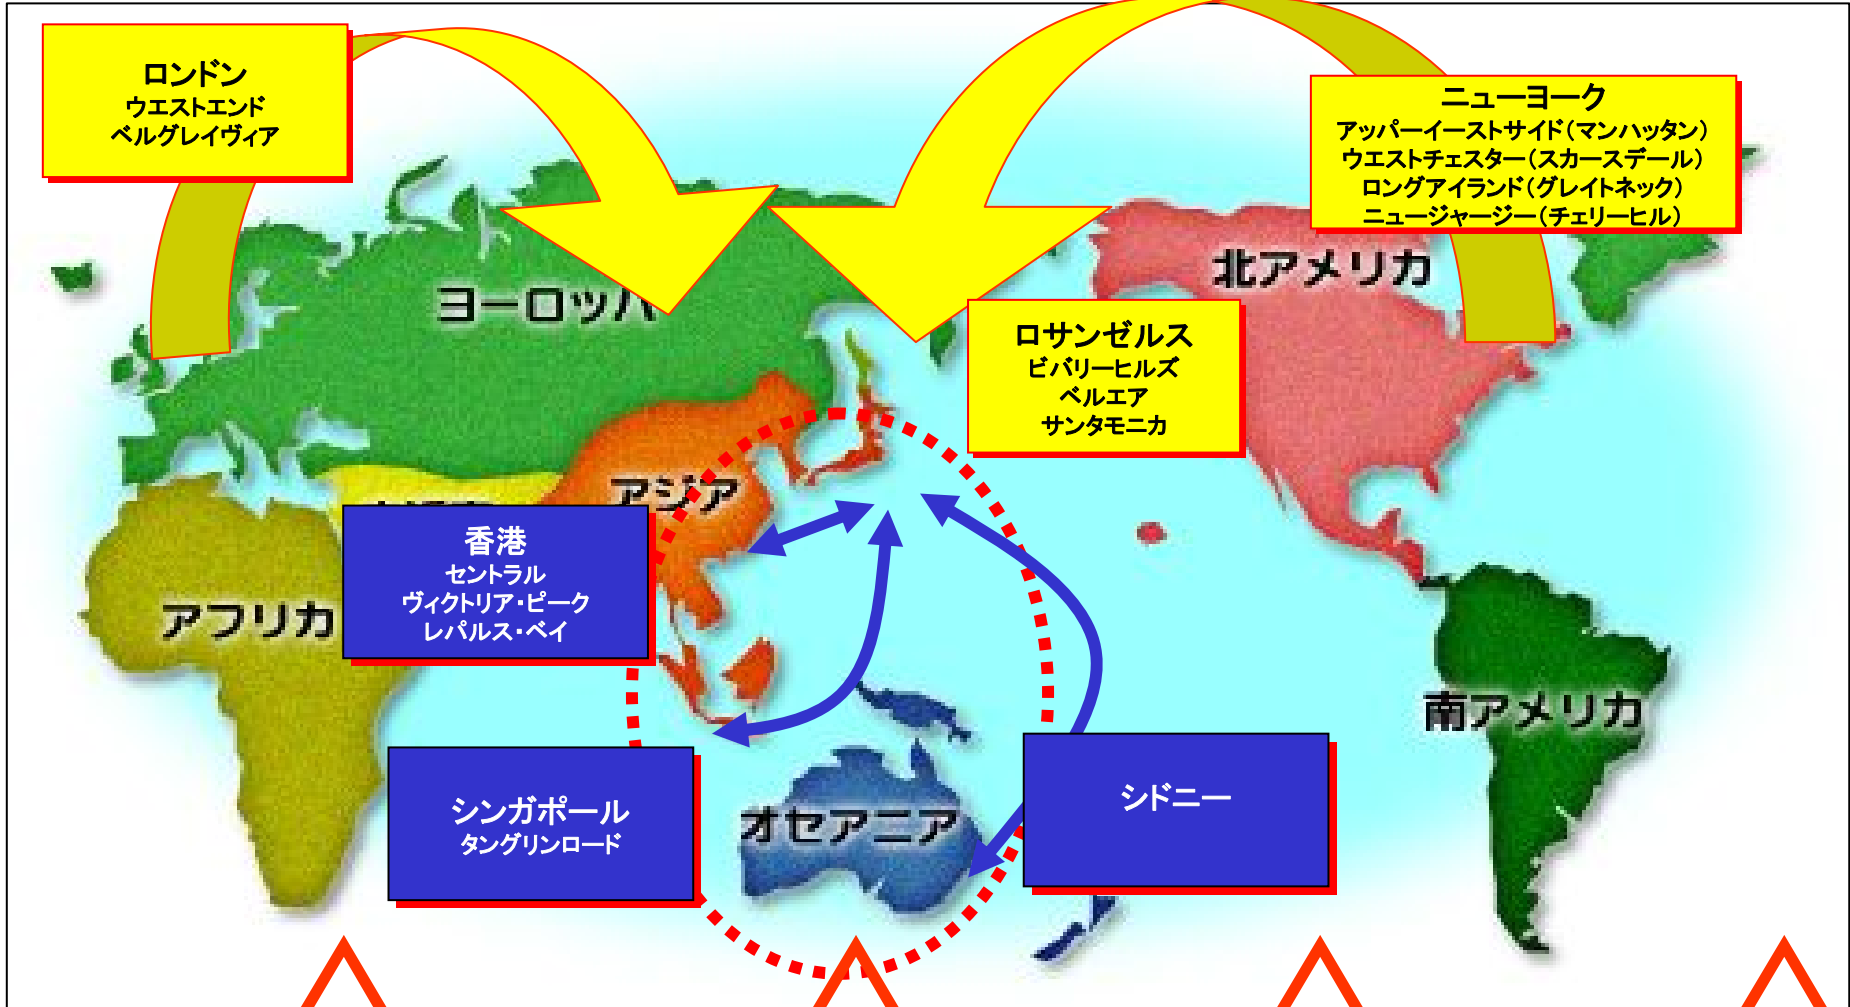 ロンドン
ウエストエンド
ベルグレイヴィア
ニューヨーク
アッパーイーストサイド(マンハッタン)
ウエストチェスター(スカースデール)
ロングアイランド(グレイトネック)
ニュージャージー(チェリーヒル)
ヨーロッパ
北アメリカ
ロサンゼルス
ビバリーヒルズ
ベルエア
サンタモニカ
アジア
香港
セントラル
ヴィクトリア・ピーク
レパルス・ベイ
アフリカ
南アメリカ
シンガポール
タングリンロード
オセアニア
シドニー